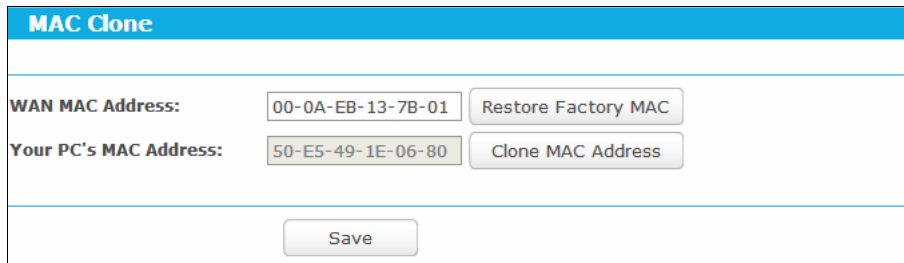 MAC Clone
WAN MAC Address: 00-0A-EB-13-7B-01 Restore Factory MAC
Your PC's MAC Address: 50-E5-49-1E-06-80 Clone MAC Address
Save